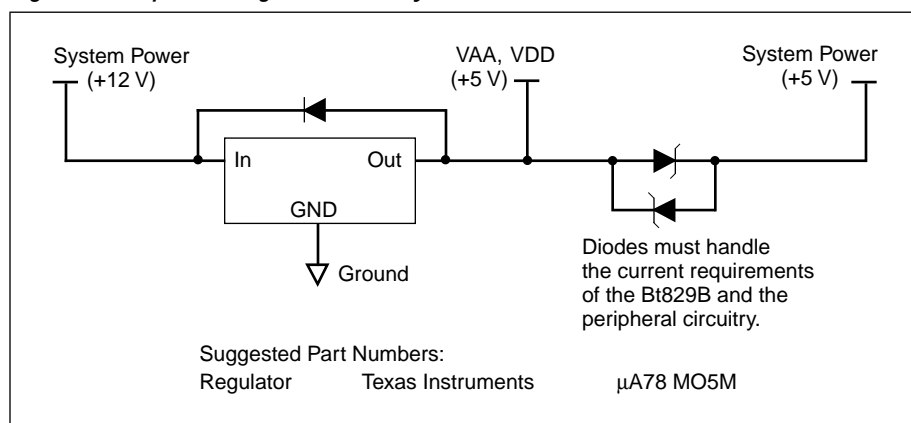 System Power
(+12 V)
VAA, VDD
(+5 V)
System Power
(+5 V)
In
Out
GND
Ground
Diodes must handle
the current requirements
of the Bt829B and the
peripheral circuitry.
Suggested Part Numbers:
Regulator Texas Instruments µA78 MO5M